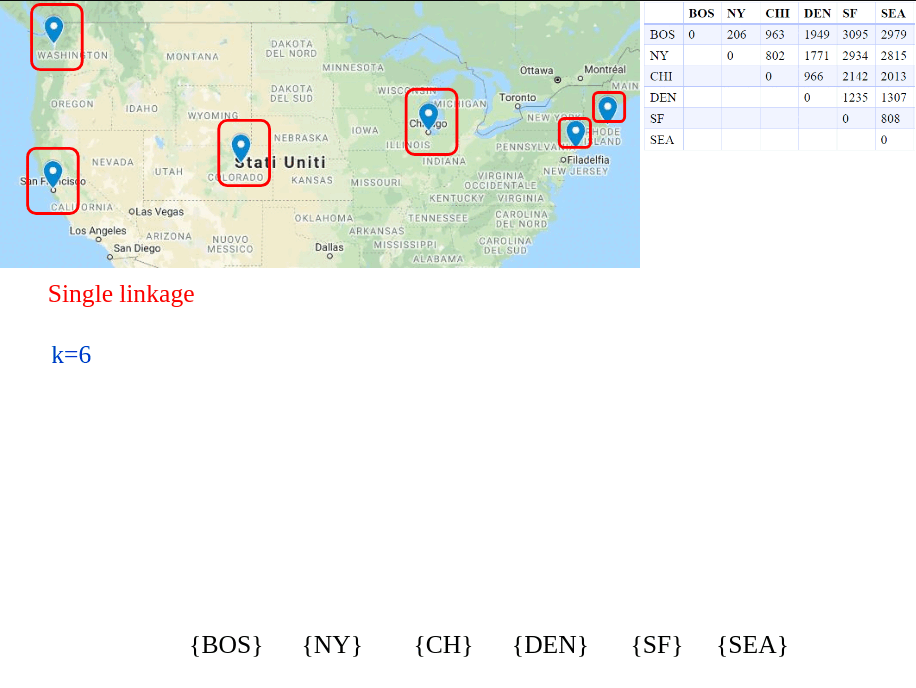 WASHINGTON
MONTANA
DAKOTA
DEL NORD
MINNESOTA
Ottawa
Montréal
MAIN
OREGON
IDAHO
WYOMING
DAKOTA
DEL SUD
WISCONSIN
MICHIGAN
Toronto
NEW YORK
Chicago
RHODE
ISLAND
NEVADA
UTAH
COLORADO
Stati Uniti
NEBRASKA
IOWA
ILLINOIS
INDIANA
PENNSYLVANIA
Filadelfia
NEW JERSEY
San Francisco
CALIFORNIA
KANSAS
MISSOURI
VIRGINIA
OCCIDENTALE
KENTUCKY
VIRGINIA
Las Vegas
Los Angeles
San Diego
ARIZONA
NUOVO
MESSICO
OKLAHOMA
ARKANSAS
TENNESSEE
CAROLINA
DEL NORD
Dallas
MISSISSIPPI
ALABAMA
CAROLINA
DEL SUD
BOS NY CHI DEN SF SEA
BOS 0 206 963 1949 3095 2979
NY 0 802 1771 2934 2815
CHI 0 966 2142 2013
DEN 0 1235 1307
SF 0 808
SEA 0
Single linkage
k=6
{BOS} {NY} {CH} {DEN} {SF} {SEA}